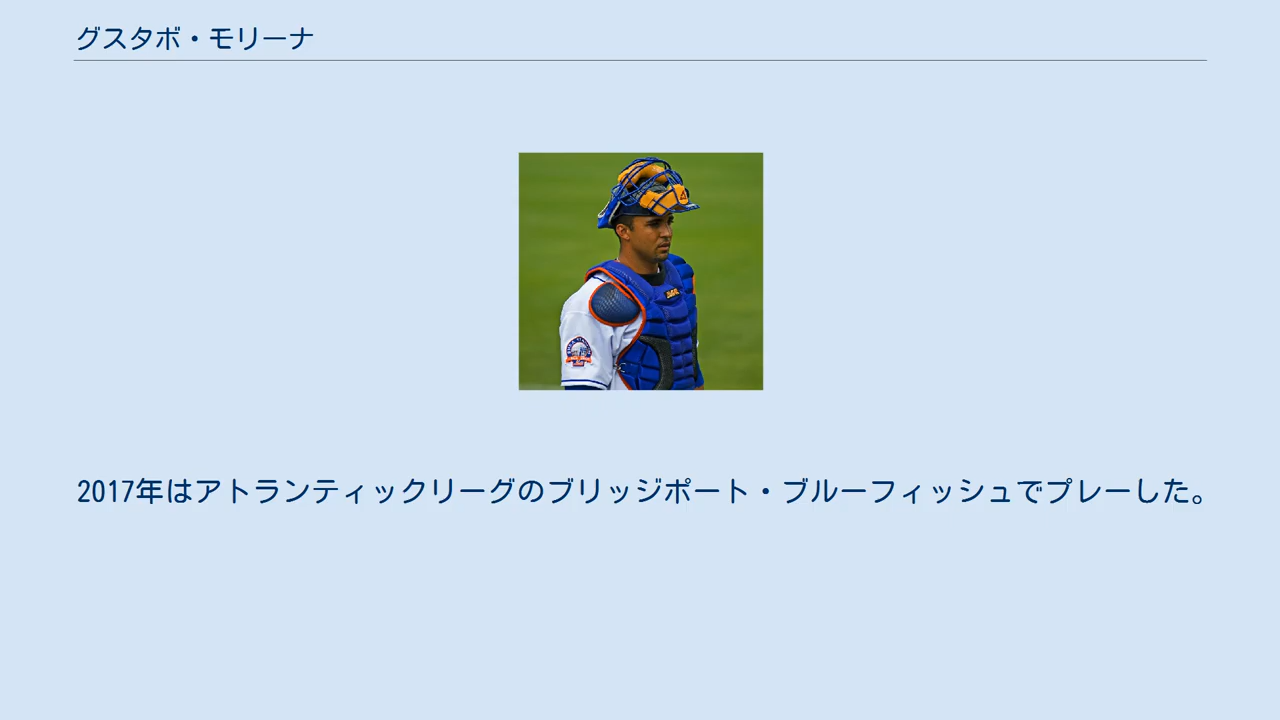 グスタボ・モリーナ
2017年はアトランティックリーグのブリッジポート・ブルーフィッシュでプレーした。